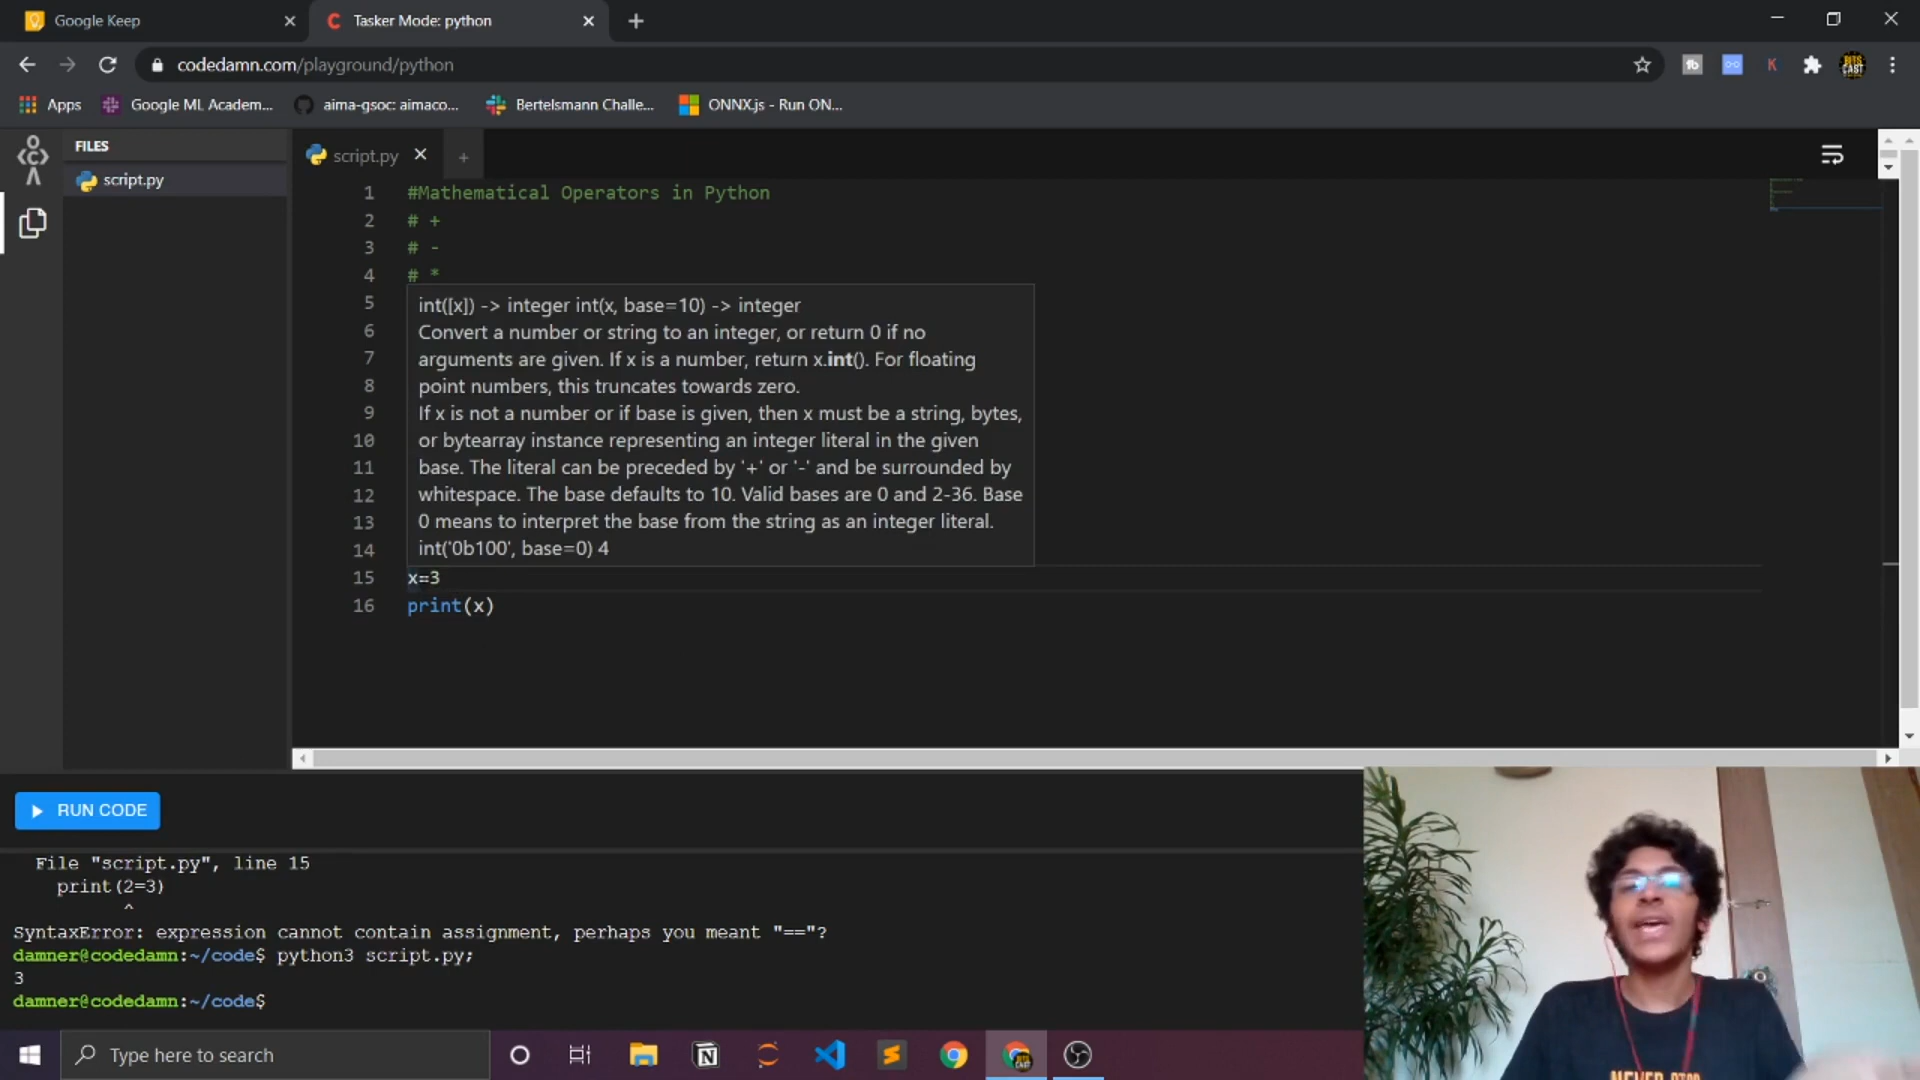 Google Keep
Tasker Mode: python
codedamn.com/playground/python
Apps
Google ML Academ...
aima-gsoc: aimaco...
Bertelsmann Challe...
ONNX.js - Run ON...
FILES
script.py
script.py
1 #Mathematical Operators in Python
2 # +
3 # -
4 # *
5
6
7
8
9
10
11
12
13
14
int([x]) -> integer int(x, base=10) -> integer
Convert a number or string to an integer, or return 0 if no
arguments are given. If x is a number, return x.int(). For floating
point numbers, this truncates towards zero.
If x is not a number or if base is given, then x must be a string, bytes,
or bytearray instance representing an integer literal in the given
base. The literal can be preceded by '+' or '-' and be surrounded by
whitespace. The base defaults to 10. Valid bases are 0 and 2-36. Base
0 means to interpret the base from the string as an integer literal.
int('0b100', base=0) 4
15 x=3
16 print(x)
RUN CODE
File "script.py", line 15
print(2=3)
^
SyntaxError: expression cannot contain assignment, perhaps you meant "=="?
damner@codedamn:~/code$ python3 script.py;
3
damner@codedamn:~/code$
Type here to search